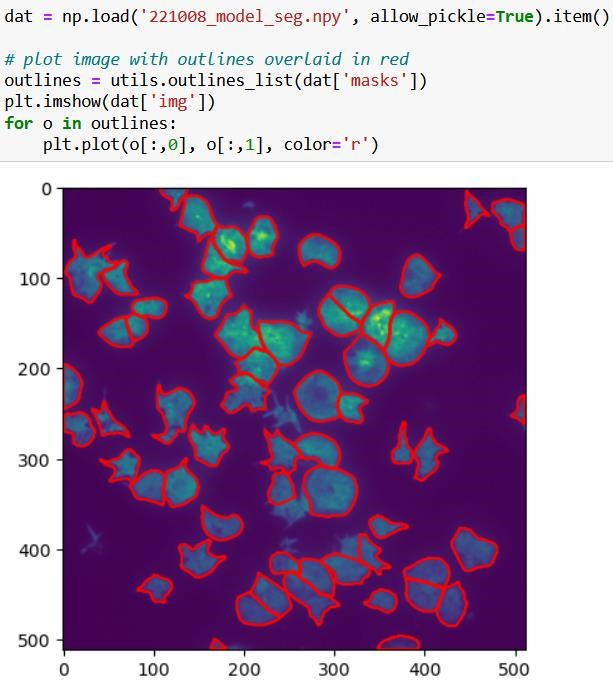 dat = np.load('221008_model_seg.npy', allow_pickle=True).item()
# plot image with outlines overlaid in red
outlines = utils.outlines_list(dat['masks'])
plt.imshow(dat['img'])
for o in outlines:
    plt.plot(o[:,0], o[:,1], color='r')
0
100
200
300
400
500
0 100 200 300 400 500